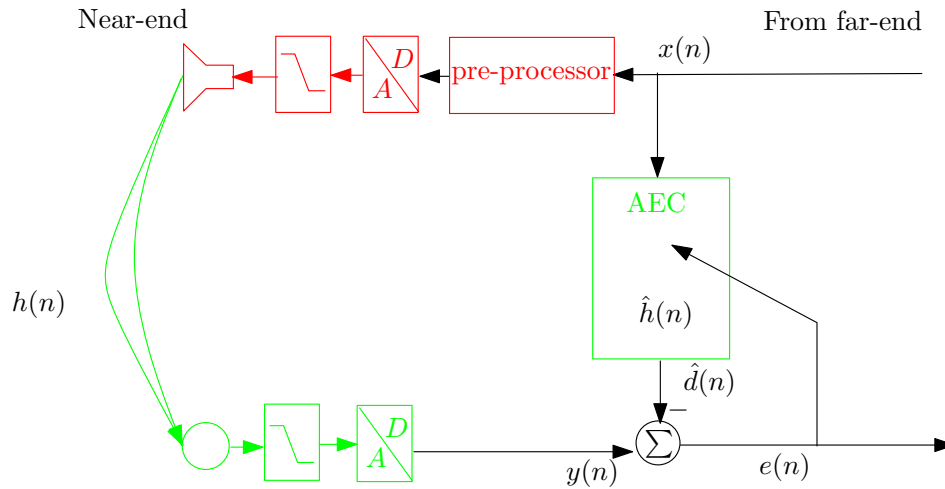 Near-end
From far-end
x(n)
D
A
pre-processor
AEC
h(n)
ĥ(n)
d̂(n)
−
D
A
∑
y(n)
e(n)